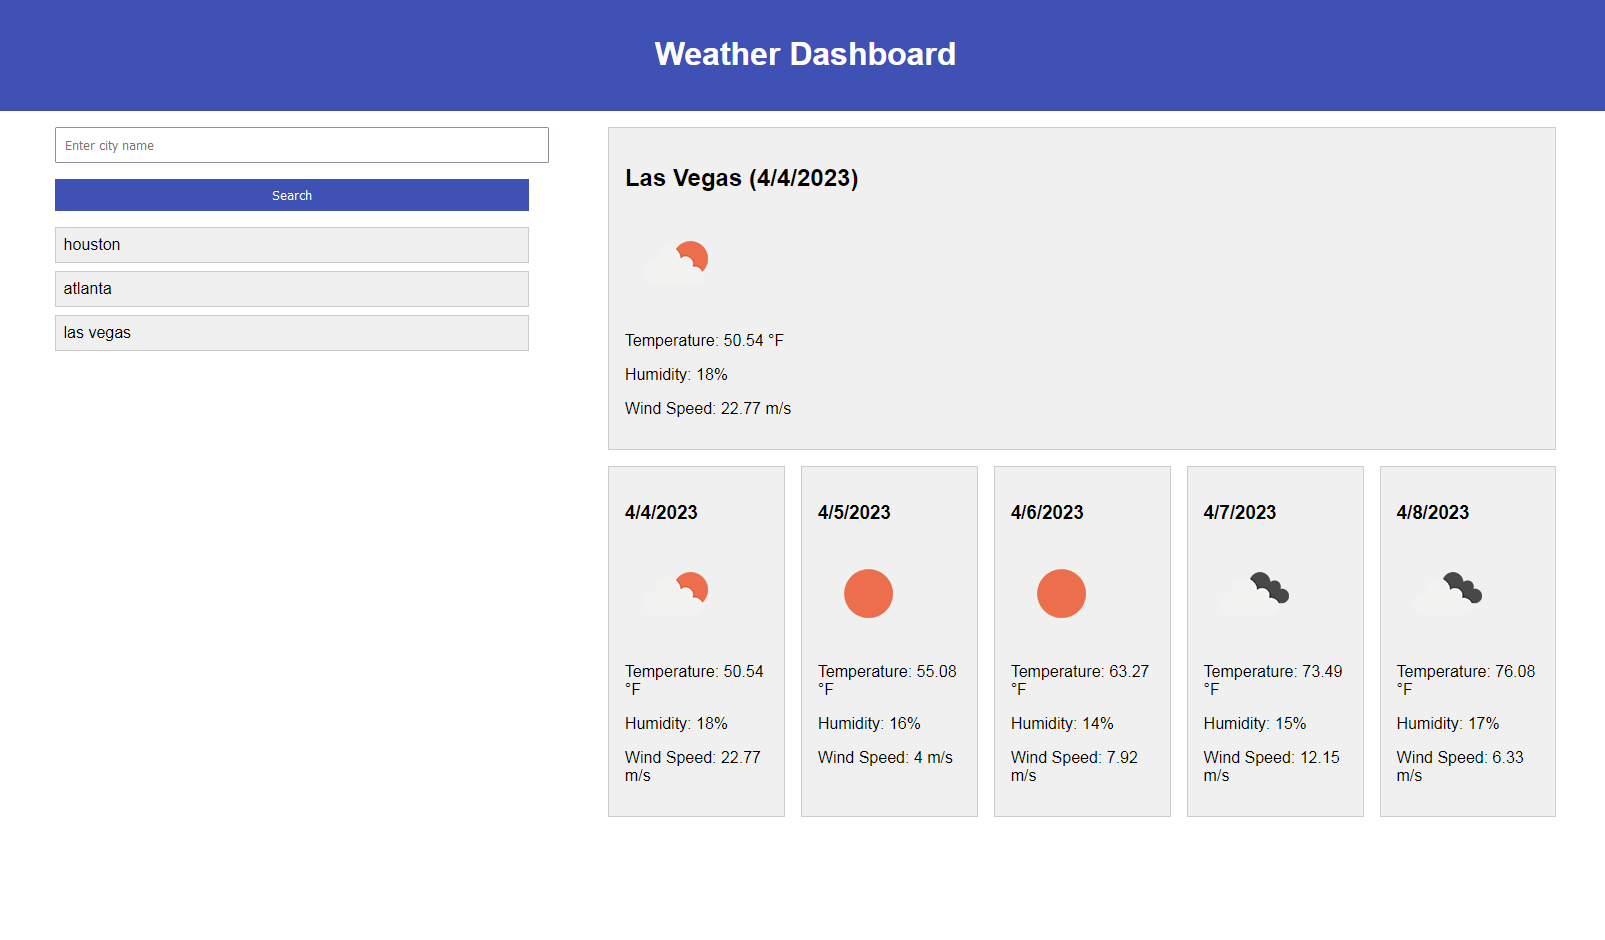 Weather Dashboard
Enter city name
Search
houston
atlanta
las vegas
Las Vegas (4/4/2023)
Temperature: 50.54 °F
Humidity: 18%
Wind Speed: 22.77 m/s
4/4/2023
Temperature: 50.54
°F
Humidity: 18%
Wind Speed: 22.77
m/s
4/5/2023
Temperature: 55.08
°F
Humidity: 16%
Wind Speed: 4 m/s
4/6/2023
Temperature: 63.27
°F
Humidity: 14%
Wind Speed: 7.92
m/s
4/7/2023
Temperature: 73.49
°F
Humidity: 15%
Wind Speed: 12.15
m/s
4/8/2023
Temperature: 76.08
°F
Humidity: 17%
Wind Speed: 6.33
m/s